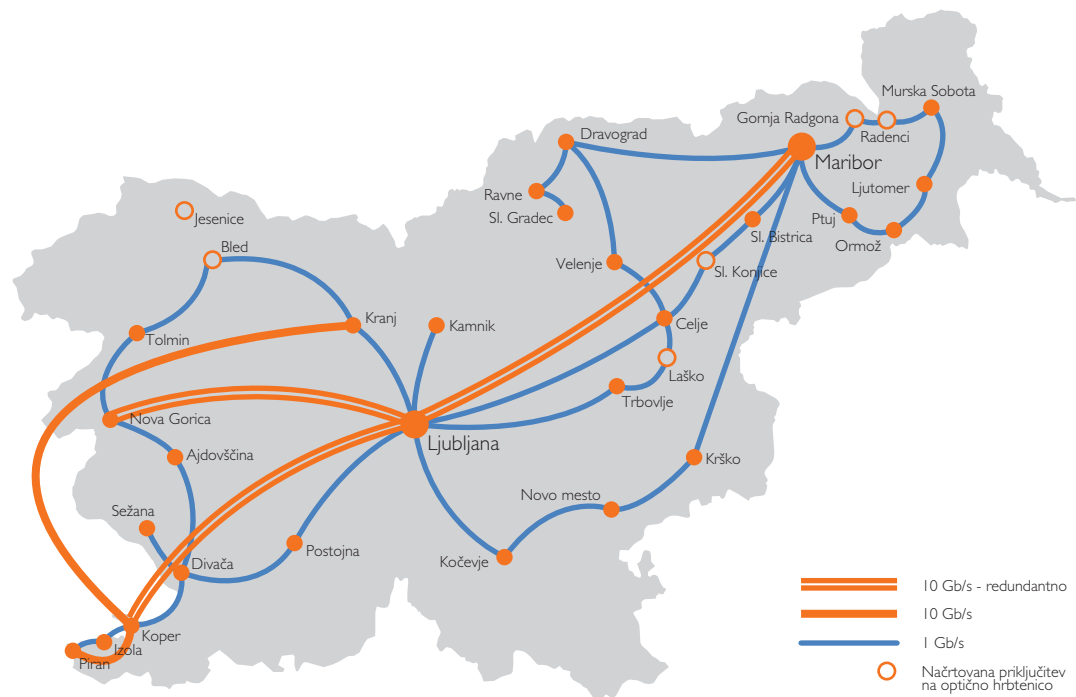 Murska Sobota
Gornja Radgona
Radenci
Dravograd
Maribor
Ravne
Ljutomer
Sl. Gradec
Ptuj
Jesenice
Sl. Bistrica
Ormož
Bled
Velenje
Sl. Konjice
Kranj
Kamnik
Celje
Tolmin
Laško
Trbovlje
Nova Gorica
Ljubljana
Ajdovščina
Krško
Novo mesto
Sežana
Postojna
Divača
Kočevje
10 Gb/s - redundantno
10 Gb/s
Koper
1 Gb/s
Izola
Piran
Načrtovana priključitev
na optično hrbtenico